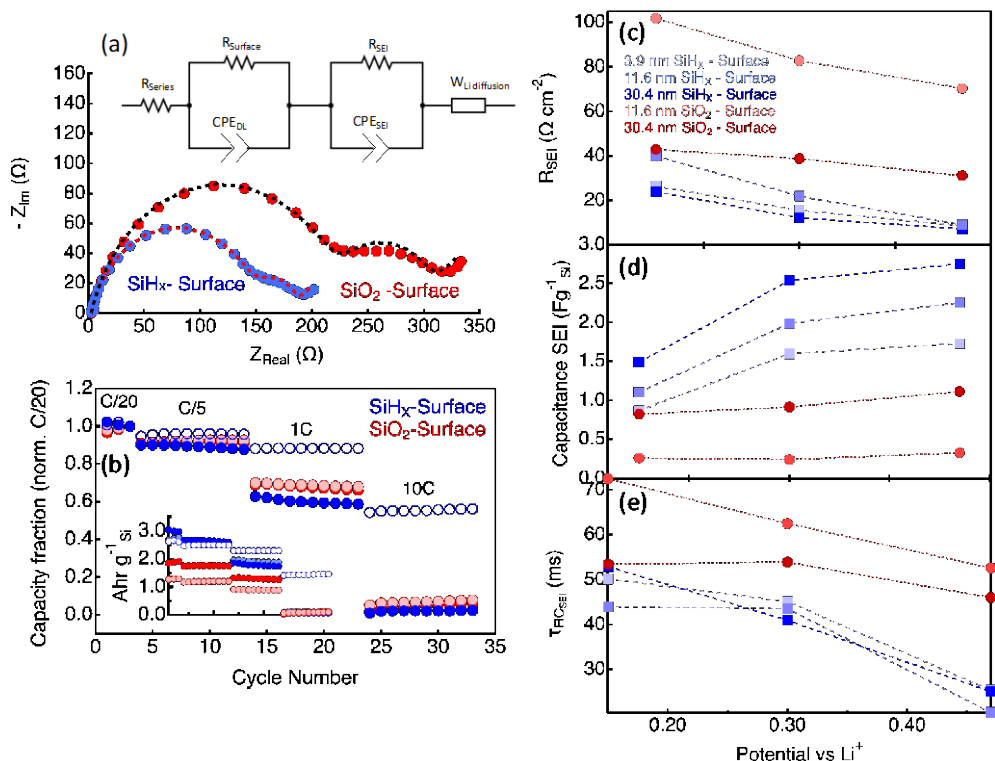 (a)
R_Surface
R_SEI
R_Series
W_Li diffusion
CPE_DL
CPE_SEI
160
140
120
100
80
60
40
20
0
- Z_Im (Ω)
SiH_X- Surface
SiO_2 -Surface
0 50 100 150 200 250 300 350
Z_Real (Ω)
1.2
1.0
0.8
0.6
0.4
0.2
0.0
Capacity fraction (norm. C/20)
C/20
C/5
1C
10C
SiH_X-Surface
SiO_2-Surface
(b)
3.0
2.0
1.0
0.0
Ahr g^-1_Si
0 5 10 15 20 25 30 35
Cycle Number
(c)
100
80
60
40
20
R_SEI (Ω cm^-2)
3.9 nm SiH_X - Surface
11.6 nm SiH_X - Surface
30.4 nm SiH_X - Surface
11.6 nm SiO_2 - Surface
30.4 nm SiO_2 - Surface
(d)
3.0
2.5
2.0
1.5
1.0
0.5
0.0
Capacitance SEI (Fg^-1_Si)
(e)
70
60
50
40
30
τ_RC_SEI (ms)
0.20 0.30 0.40
Potential vs Li^+